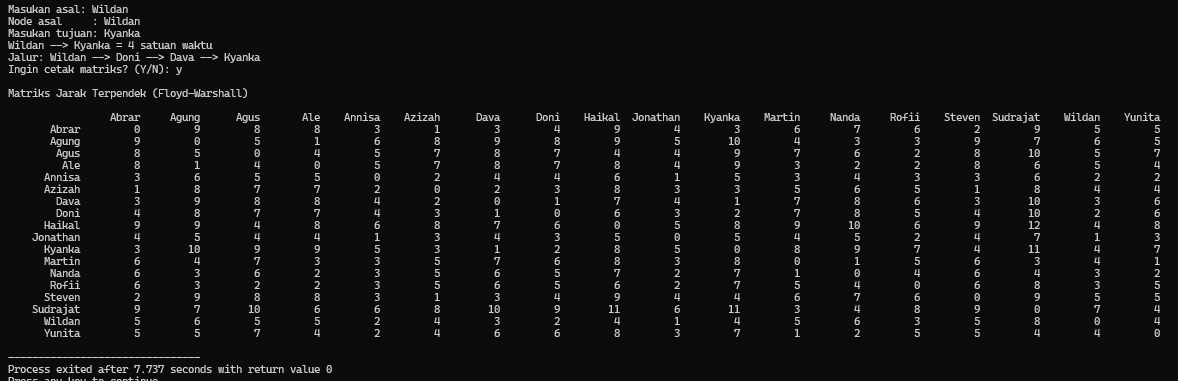 Masukan asal: Wildan
Node asal     : Wildan
Masukan tujuan: Kyanka
Wildan --> Kyanka = 4 satuan waktu
Jalur: Wildan --> Doni --> Dava --> Kyanka
Ingin cetak matriks? (Y/N): y
Matriks Jarak Terpendek (Floyd-Warshall)
Abrar Agung Agus Ale Annisa Azizah Dava Doni Haikal Jonathan Kyanka Martin Nanda Rofii Steven Sudrajat Wildan Yunita
Abrar 0 9 8 8 3 1 3 4 9 4 3 6 7 6 2 9 5 5
Agung 9 0 5 1 6 8 9 8 9 5 10 4 3 3 9 7 6 5
Agus 8 5 0 4 5 7 8 7 4 4 9 7 6 2 8 10 5 7
Ale 8 1 4 0 5 7 8 7 8 4 9 3 2 2 8 6 5 4
Annisa 3 6 5 5 0 2 4 4 6 1 5 3 4 3 3 6 2 2
Azizah 1 8 7 7 2 0 2 3 8 3 3 5 6 5 1 8 4 4
Dava 3 9 8 8 4 2 0 1 7 4 1 7 8 6 3 10 3 6
Doni 4 8 7 7 4 3 1 0 6 3 2 7 8 5 4 10 2 6
Haikal 9 9 4 8 6 8 7 6 0 5 8 9 10 6 9 12 4 8
Jonathan 4 5 4 4 1 3 4 3 5 0 5 4 5 2 4 7 1 3
Kyanka 3 10 9 9 5 3 1 2 8 5 0 8 9 7 4 11 4 7
Martin 6 4 7 3 3 5 7 6 8 3 8 0 1 5 6 3 4 1
Nanda 6 3 6 2 3 5 6 5 7 2 7 1 0 4 6 4 3 2
Rofii 6 3 2 2 3 5 6 5 6 2 7 5 4 0 6 8 3 5
Steven 2 9 8 8 3 1 3 4 9 4 4 6 7 6 0 9 5 5
Sudrajat 9 7 10 6 6 8 10 9 11 6 11 3 4 8 9 0 7 4
Wildan 5 6 5 5 2 4 3 2 4 1 4 5 6 3 5 8 0 4
Yunita 5 5 7 4 2 4 6 6 8 3 7 1 2 5 5 4 4 0
--------------------------------
Process exited after 7.737 seconds with return value 0
Press any key to continue